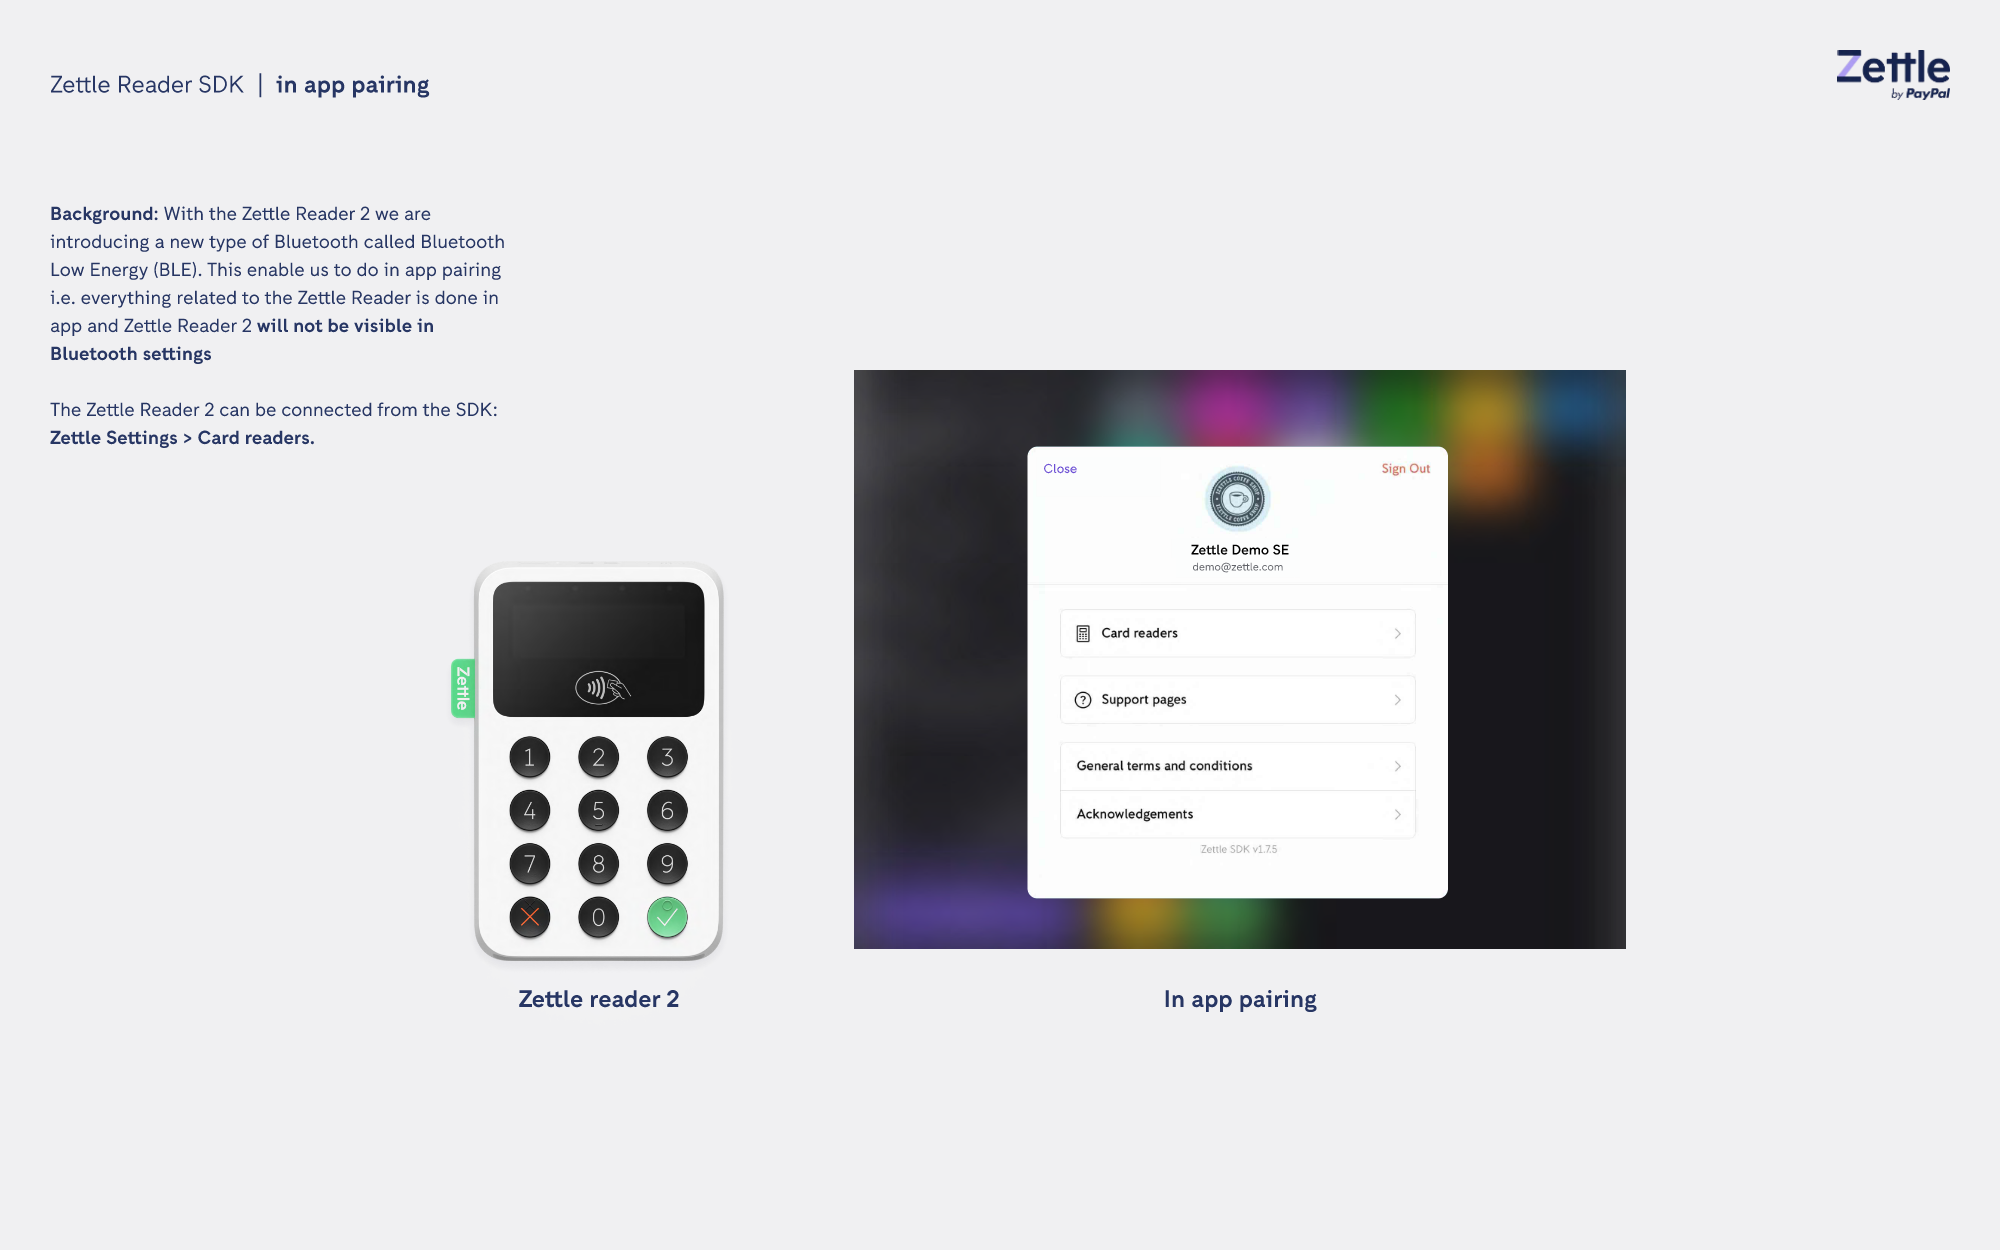 Zettle Reader SDK | in app pairing
Zettle
by PayPal
Background: With the Zettle Reader 2 we are
introducing a new type of Bluetooth called Bluetooth
Low Energy (BLE). This enable us to do in app pairing
i.e. everything related to the Zettle Reader is done in
app and Zettle Reader 2 will not be visible in
Bluetooth settings
The Zettle Reader 2 can be connected from the SDK:
Zettle Settings > Card readers.
Zettle
1 2 3
4 5 6
7 8 9
0
Zettle reader 2
Close
Sign Out
Zettle Demo SE
demo@zettle.com
Card readers
Support pages
General terms and conditions
Acknowledgements
Zettle SDK v1.7.5
In app pairing